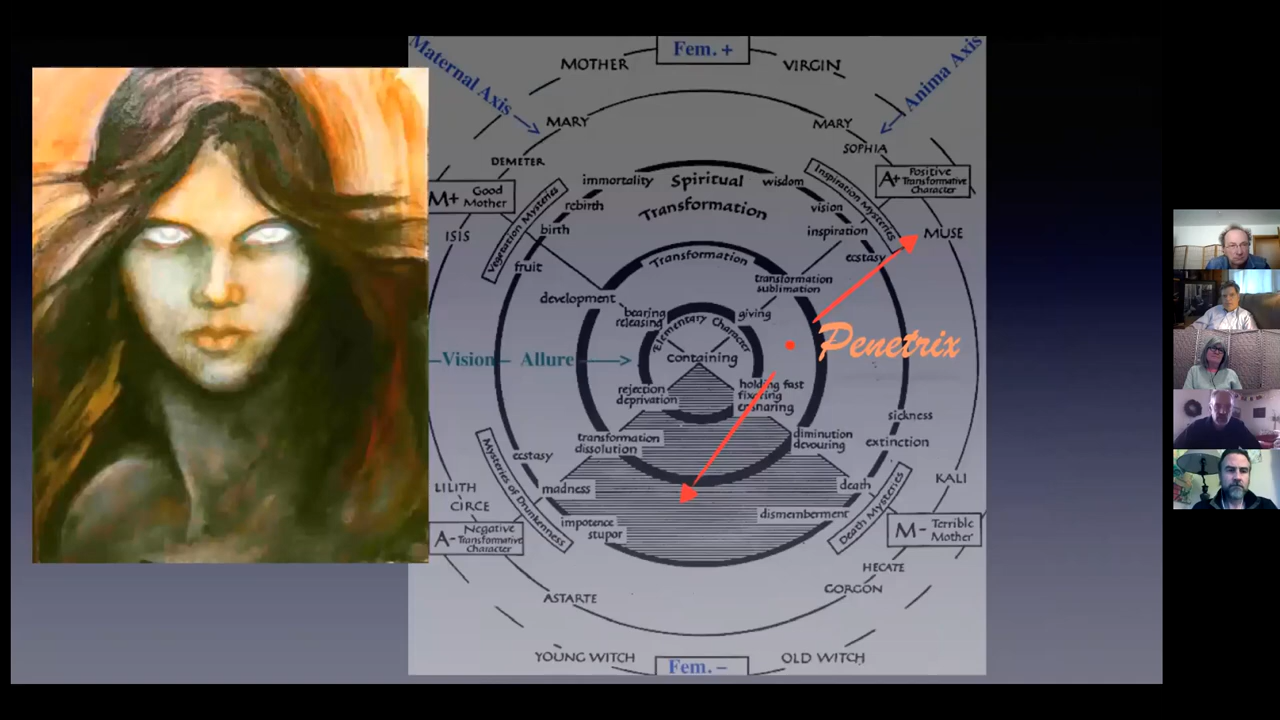 Maternal Axis
Fem. +
Anima Axis
MOTHER
VIRGIN
MARY
MARY
SOPHIA
DEMETER
A+ Positive
Transformative
Character
M+ Good
Mother
Inspiration Mysteries
Vegetation Mysteries
immortality
Spiritual
wisdom
Transformation
rebirth
vision
birth
inspiration
ISIS
MUSE
ecstasy
fruit
Transformation
transformation
sublimation
development
bearing
releasing
giving
Elementary Character
Penetrix
Vision
Allure
containing
rejection
deprivation
holding fast
fixating
ensnaring
sickness
transformation
dissolution
diminution
devouring
extinction
ecstasy
Mysteries of Drunkenness
Death Mysteries
LILITH
CIRCE
madness
death
KALI
impotence
stupor
dismemberment
A- Negative
Transformative
Character
M- Terrible
Mother
HECATE
GORGON
ASTARTE
YOUNG WITCH
Fem. –
OLD WITCH